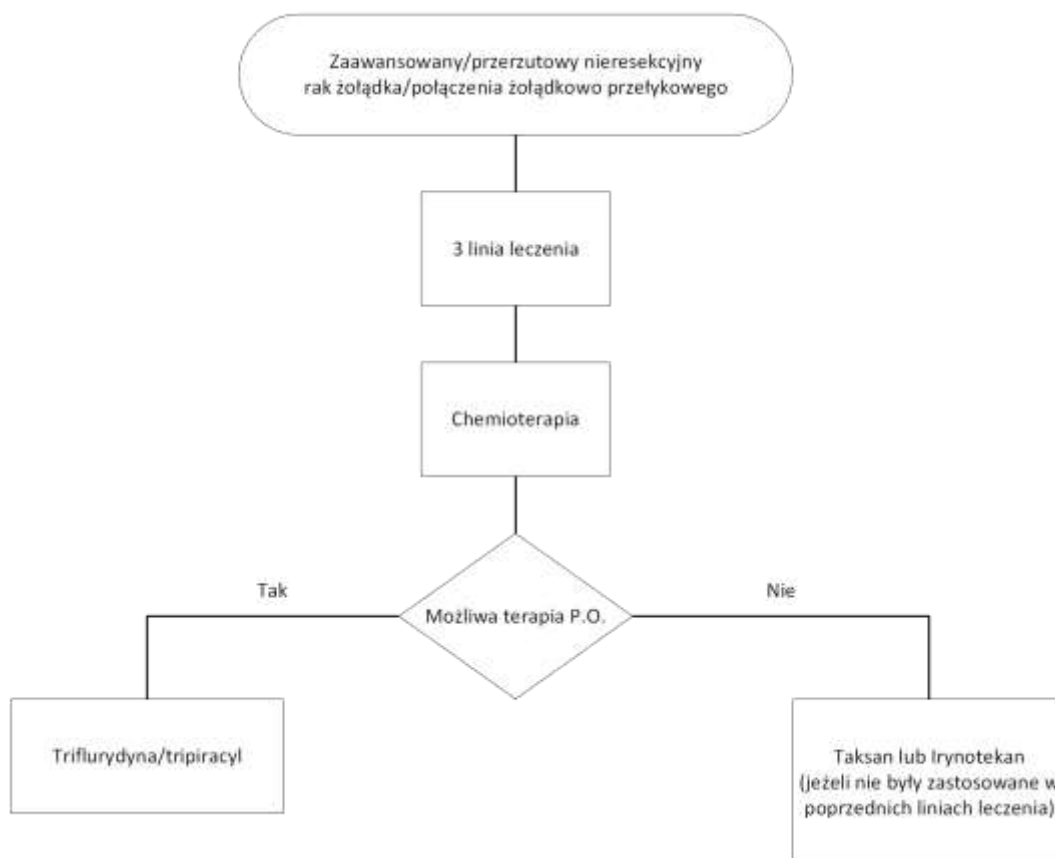 Zaawansowany/przerzutowy nieresekcyjny
rak żołądka/połączenia żołądkowo przełykowego
3 linia leczenia
Chemioterapia
Możliwa terapia P.O.
Tak
Nie
Triflurydyna/tripiracyl
Taksan lub Irynotekan
(jeżeli nie były zastosowane w
poprzednich liniach leczenia)